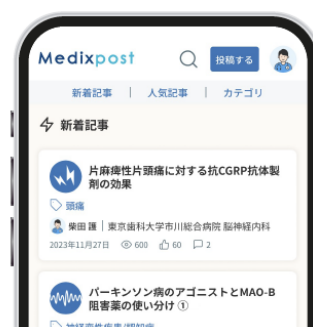 Medixpost
投稿する
新着記事 | 人気記事 | カテゴリ
新着記事
片麻痺性片頭痛に対する抗CGRP抗体製
剤の効果
頭痛
柴田 護 | 東京歯科大学市川総合病院 脳神経内科
2023年11月27日 600 60 2
パーキンソン病のアゴニストとMAO-B
阻害薬の使い分け ①